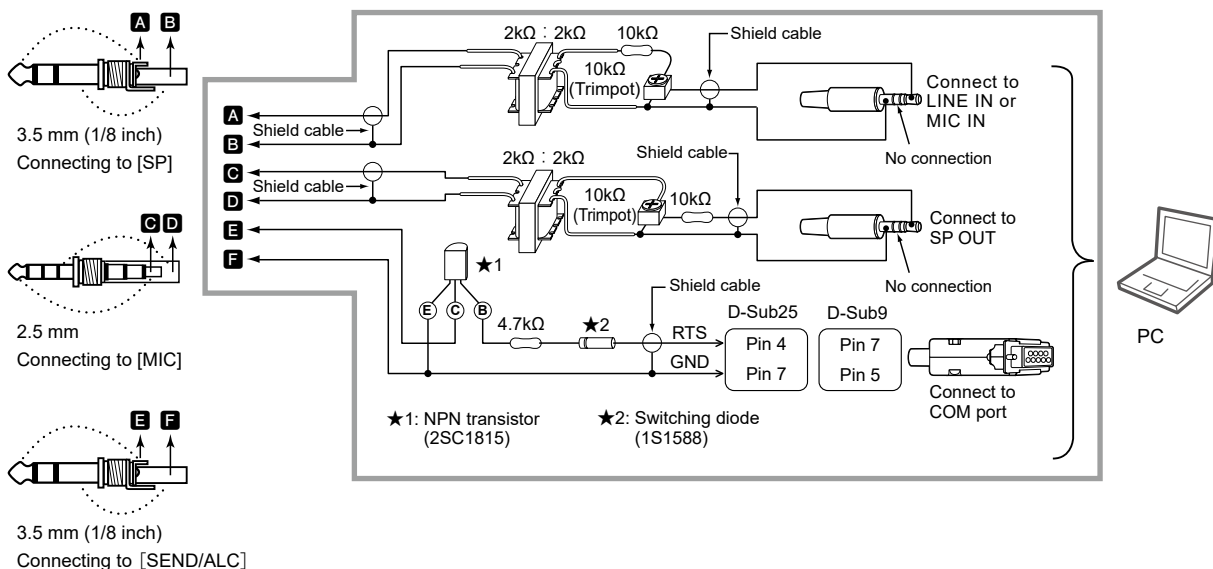 A B
3.5 mm (1/8 inch)
Connecting to [SP]
C D
2.5 mm
Connecting to [MIC]
E F
3.5 mm (1/8 inch)
Connecting to [SEND/ALC]
A
B
Shield cable
C
D
Shield cable
E
F
2kΩ : 2kΩ
10kΩ
10kΩ
(Trimpot)
Shield cable
Connect to
LINE IN or
MIC IN
No connection
2kΩ : 2kΩ
10kΩ
(Trimpot)
10kΩ
Shield cable
Connect to
SP OUT
No connection
★1
E C B
4.7kΩ
★2
Shield cable
RTS
GND
D-Sub25
Pin 4
Pin 7
D-Sub9
Pin 7
Pin 5
Connect to
COM port
★1: NPN transistor
(2SC1815)
★2: Switching diode
(1S1588)
PC